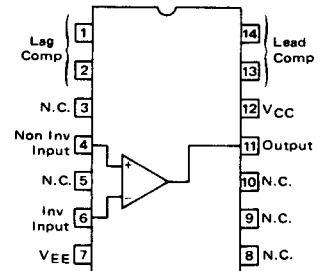 Lag
Comp
1
2
N.C. 3
Non Inv
Input 4
N.C. 5
Inv
Input 6
VEE 7
+
−
14
13
Lead
Comp
12 VCC
11 Output
10 N.C.
9 N.C.
8 N.C.